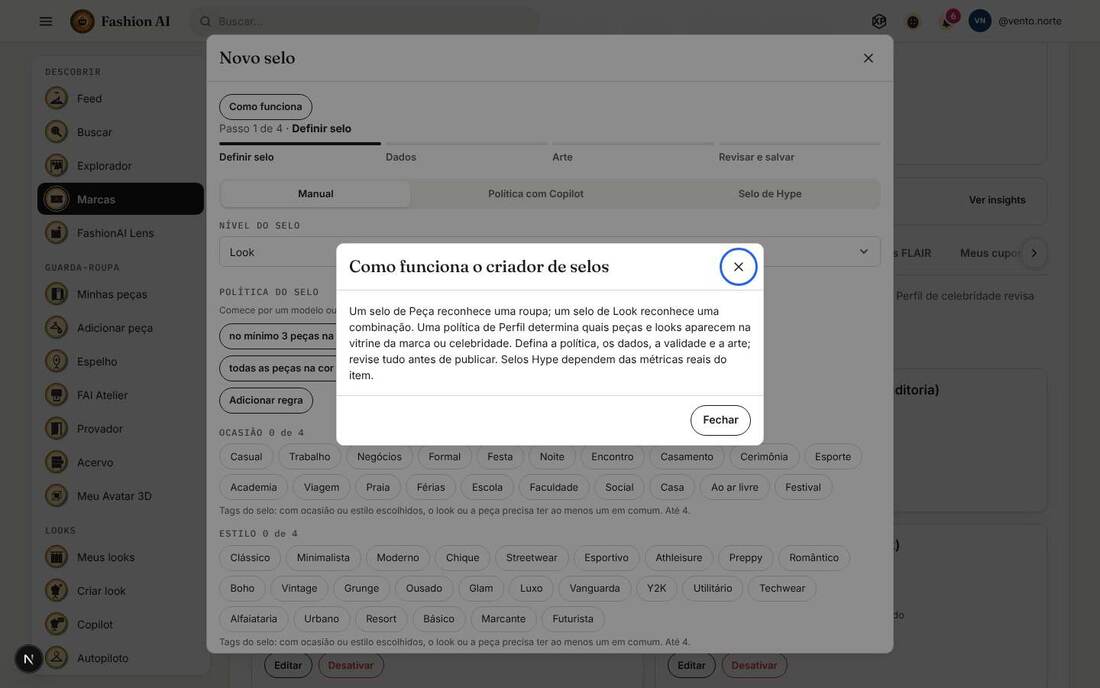 Fashion AI
Buscar...
6
VN
@vento.norte
DESCOBRIR
Feed
Buscar
Explorador
Marcas
FashionAI Lens
GUARDA-ROUPA
Minhas peças
Adicionar peça
Espelho
FAI Atelier
Provador
Acervo
Meu Avatar 3D
LOOKS
Meus looks
Criar look
Copilot
Autopiloto
N
Novo selo
Como funciona
Passo 1 de 4 · Definir selo
Definir selo
Dados
Arte
Revisar e salvar
Manual
Política com Copilot
Selo de Hype
NÍVEL DO SELO
Look
POLÍTICA DO SELO
Comece por um modelo ou
no mínimo 3 peças na
todas as peças na cor
Adicionar regra
OCASIÃO 0 de 4
Casual Trabalho Negócios Formal Festa Noite Encontro Casamento Cerimônia Esporte
Academia Viagem Praia Férias Escola Faculdade Social Casa Ao ar livre Festival
Tags do selo: com ocasião ou estilo escolhidos, o look ou a peça precisa ter ao menos um em comum. Até 4.
ESTILO 0 de 4
Clássico Minimalista Moderno Chique Streetwear Esportivo Athleisure Preppy Romântico
Boho Vintage Grunge Ousado Glam Luxo Vanguarda Y2K Utilitário Techwear
Alfaiataria Urbano Resort Básico Marcante Futurista
Tags do selo: com ocasião ou estilo escolhidos, o look ou a peça precisa ter ao menos um em comum. Até 4.
Como funciona o criador de selos
Um selo de Peça reconhece uma roupa; um selo de Look reconhece uma
combinação. Uma política de Perfil determina quais peças e looks aparecem na
vitrine da marca ou celebridade. Defina a política, os dados, a validade e a arte;
revise tudo antes de publicar. Selos Hype dependem das métricas reais do
item.
Fechar
Ver insights
s FLAIR
Meus cupon
Perfil de celebridade revisa
ditoria)
)
do
Editar
Desativar
Editar
Desativar